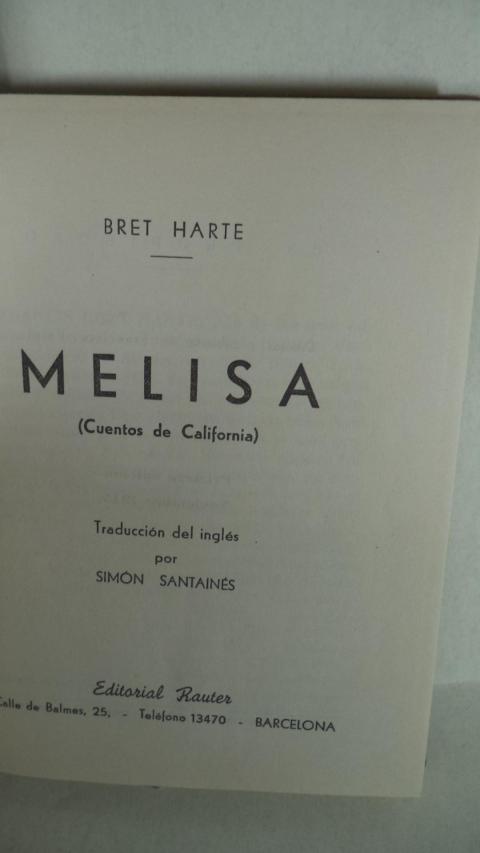 BRET HARTE
MELISA
(Cuentos de California)
Traducción del inglés
por
SIMÓN SANTAINÉS
Editorial Rauter
Calle de Balmes, 25, - Teléfono 13470 - BARCELONA